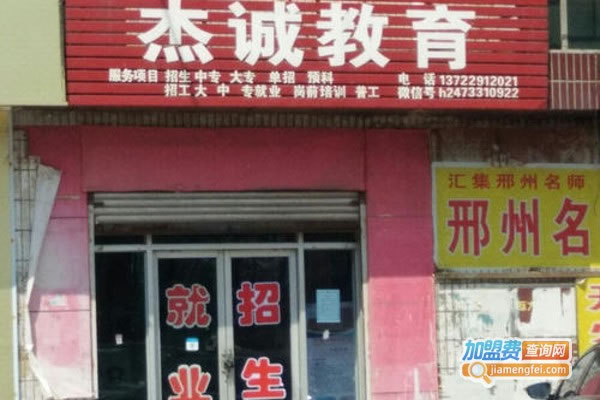 杰诚教育
服务项目 招生 中专 大专 单招 预科 电话 13722912021
招工 大 中 专就业 岗前培训 普工 微信号 h2473310922
汇集邢州名师
邢州名
就业
招生
加盟费查询网
jiamengfei.com